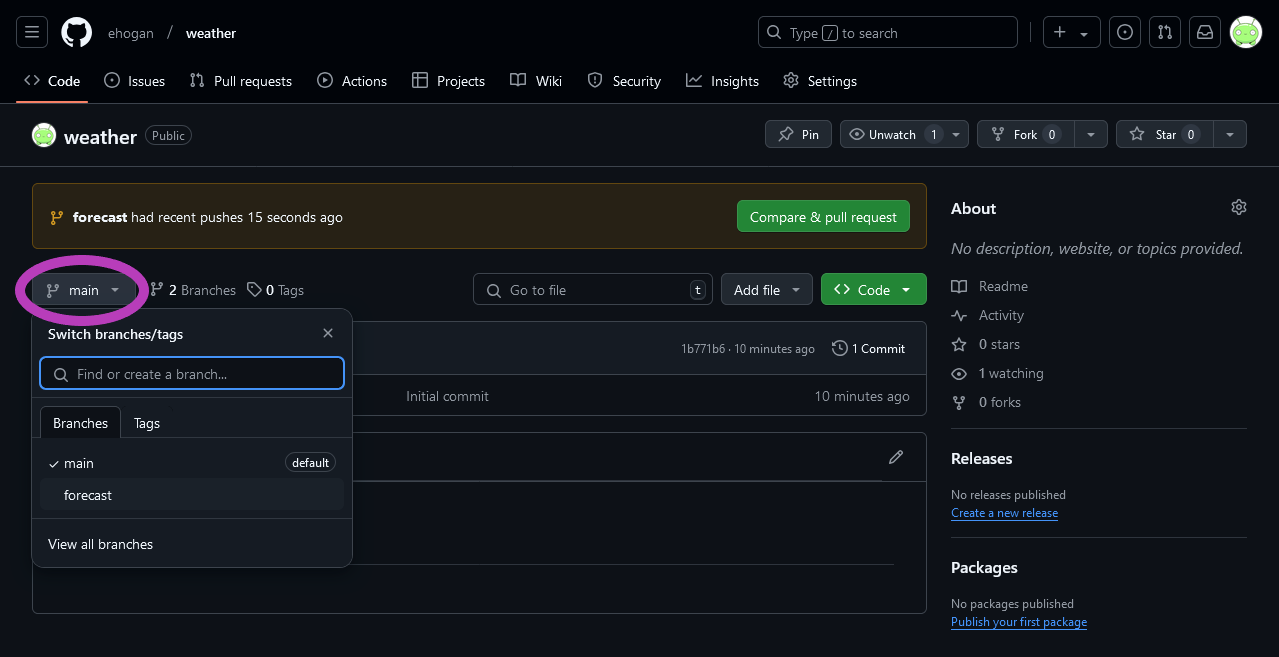 ehogan / weather
Type / to search
Code Issues Pull requests Actions Projects Wiki Security Insights Settings
weather Public
Pin Unwatch 1 Fork 0 Star 0
forecast had recent pushes 15 seconds ago
Compare & pull request
main 2 Branches 0 Tags
Go to file t
Add file
Code
Switch branches/tags
Find or create a branch...
Branches Tags
main default
forecast
View all branches
1b771b6 · 10 minutes ago 1 Commit
Initial commit 10 minutes ago
About
No description, website, or topics provided.
Readme
Activity
0 stars
1 watching
0 forks
Releases
No releases published
Create a new release
Packages
No packages published
Publish your first package